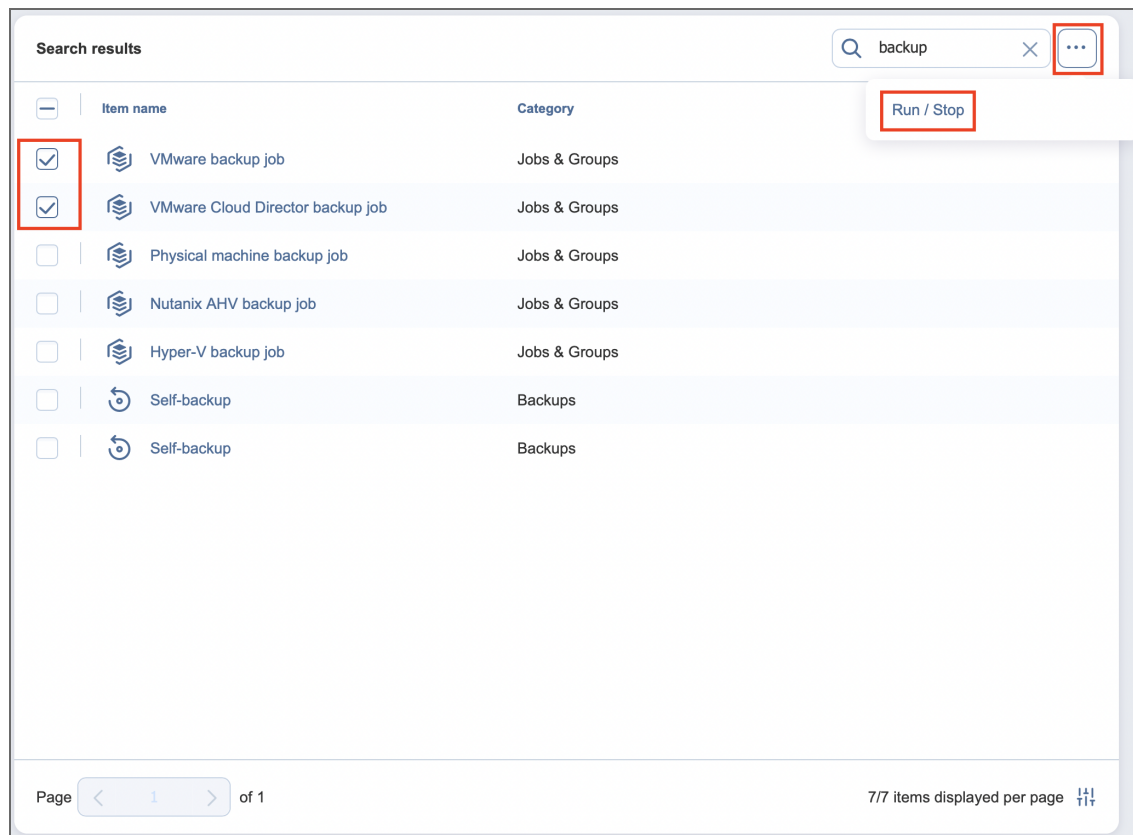 Search results
backup
...
Run / Stop
Item name Category
VMware backup job Jobs & Groups
VMware Cloud Director backup job Jobs & Groups
Physical machine backup job Jobs & Groups
Nutanix AHV backup job Jobs & Groups
Hyper-V backup job Jobs & Groups
Self-backup Backups
Self-backup Backups
Page 1 of 1 7/7 items displayed per page